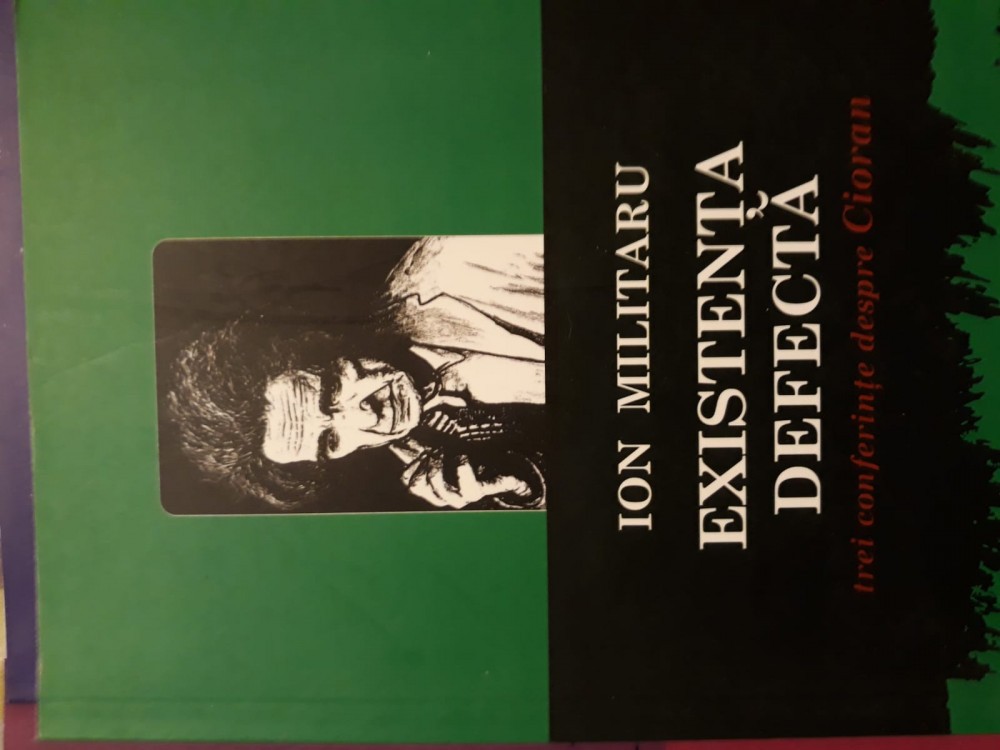 ION MILITARU
EXISTENȚA
DEFECTĂ
trei conferințe despre Cioran